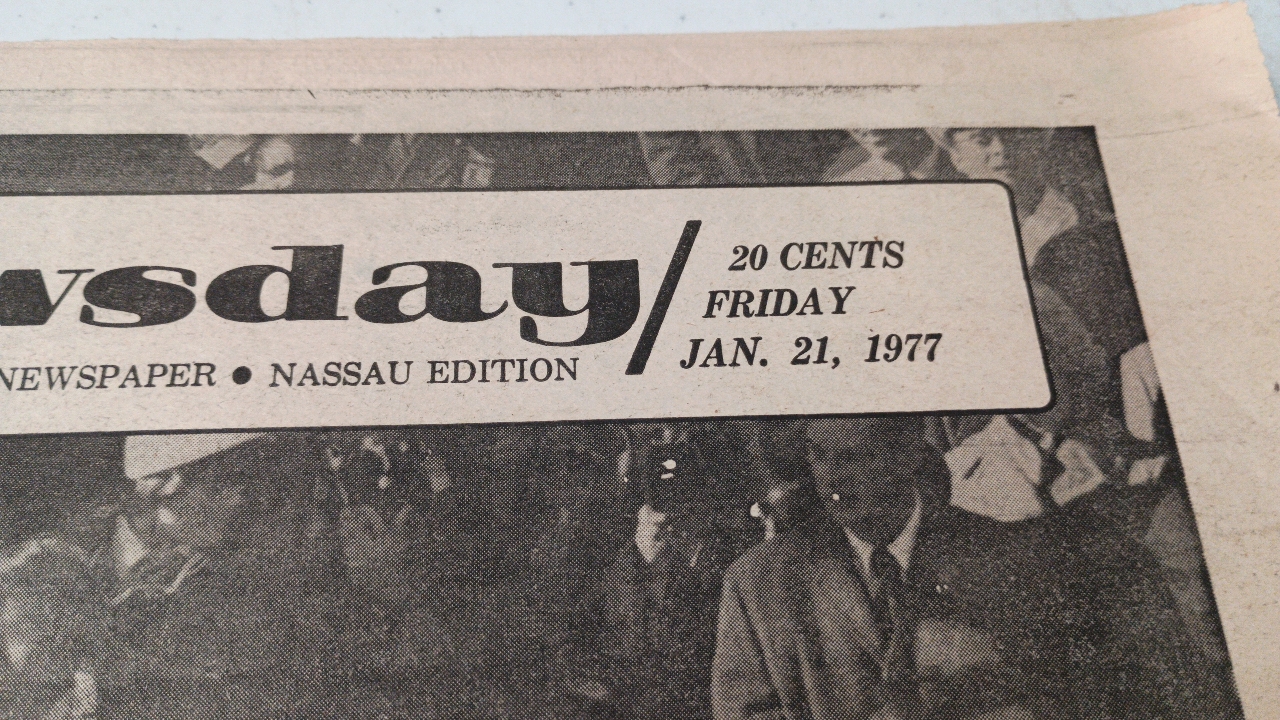 wsday/
20 CENTS
FRIDAY
JAN. 21, 1977
NEWSPAPER ● NASSAU EDITION